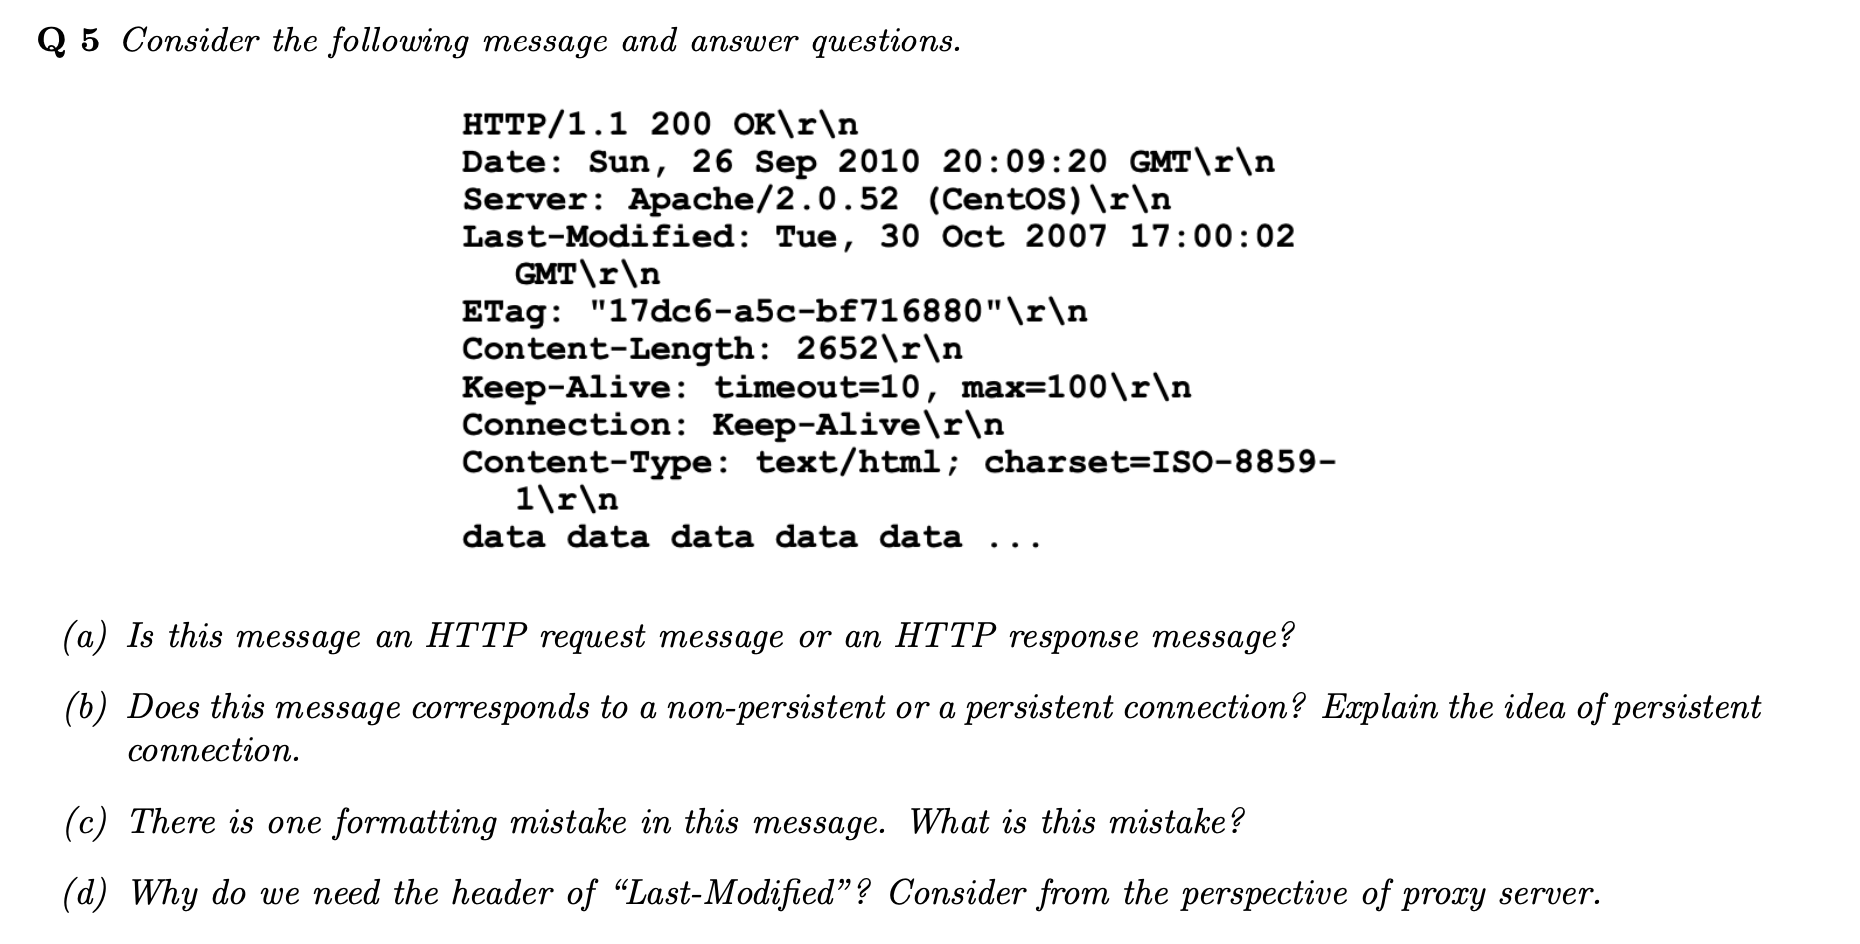 Q 5 Consider the following message and answer questions.
HTTP/1.1 200 OK\r\n
Date: Sun, 26 Sep 2010 20:09:20 GMT\r\n
Server: Apache/2.0.52 (CentOS)\r\n
Last-Modified: Tue, 30 Oct 2007 17:00:02
GMT\r\n
ETag: "17dc6-a5c-bf716880"\r\n
Content-Length: 2652\r\n
Keep-Alive: timeout=10, max=100\r\n
Connection: Keep-Alive\r\n
Content-Type: text/html; charset=ISO-8859-
1\r\n
data data data data data ...
(a) Is this message an HTTP request message or an HTTP response message?
(b) Does this message corresponds to a non-persistent or a persistent connection? Explain the idea of persistent
connection.
(c) There is one formatting mistake in this message. What is this mistake?
(d) Why do we need the header of “Last-Modified”? Consider from the perspective of proxy server.